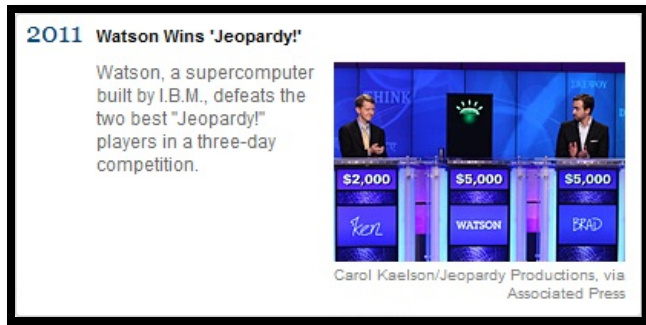 2011 Watson Wins 'Jeopardy!'
Watson, a supercomputer
built by I.B.M., defeats the
two best "Jeopardy!"
players in a three-day
competition.
THINK
$2,000
$5,000
$5,000
Ken
WATSON
BRAD
Carol Kaelson/Jeopardy Productions, via
Associated Press